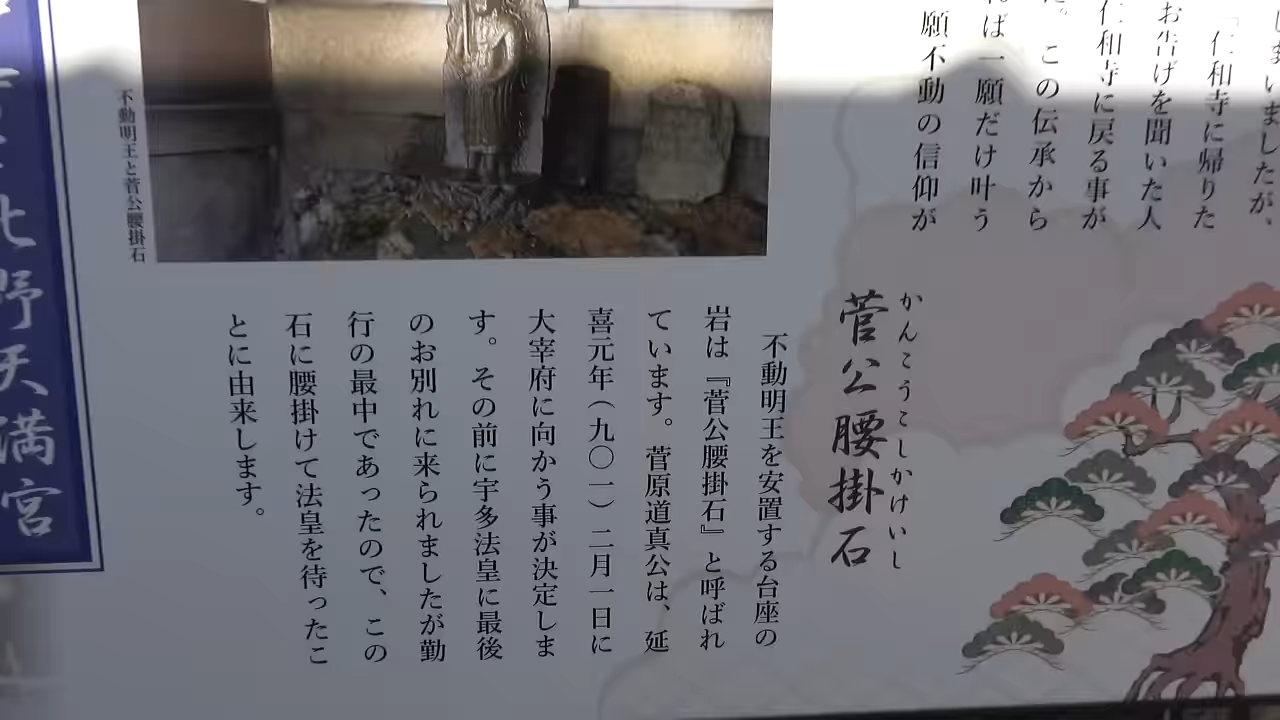 いましたが、
「仁和寺に帰りた
お告げを聞いた人
仁和寺に戻る事が
。この伝承から
れば一願だけ叶う
願不動の信仰が
かんこうこしかけいし
菅公腰掛石
不動明王を安置する台座の
岩は『菅公腰掛石』と呼ばれ
ています。菅原道真公は、延
喜元年（九〇一）二月一日に
大宰府に向かう事が決定しま
す。その前に宇多法皇に最後
のお別れに来られましたが勤
行の最中であったので、この
石に腰掛けて法皇を待ったこ
とに由来します。
不動明王と菅公腰掛石
北野天満宮